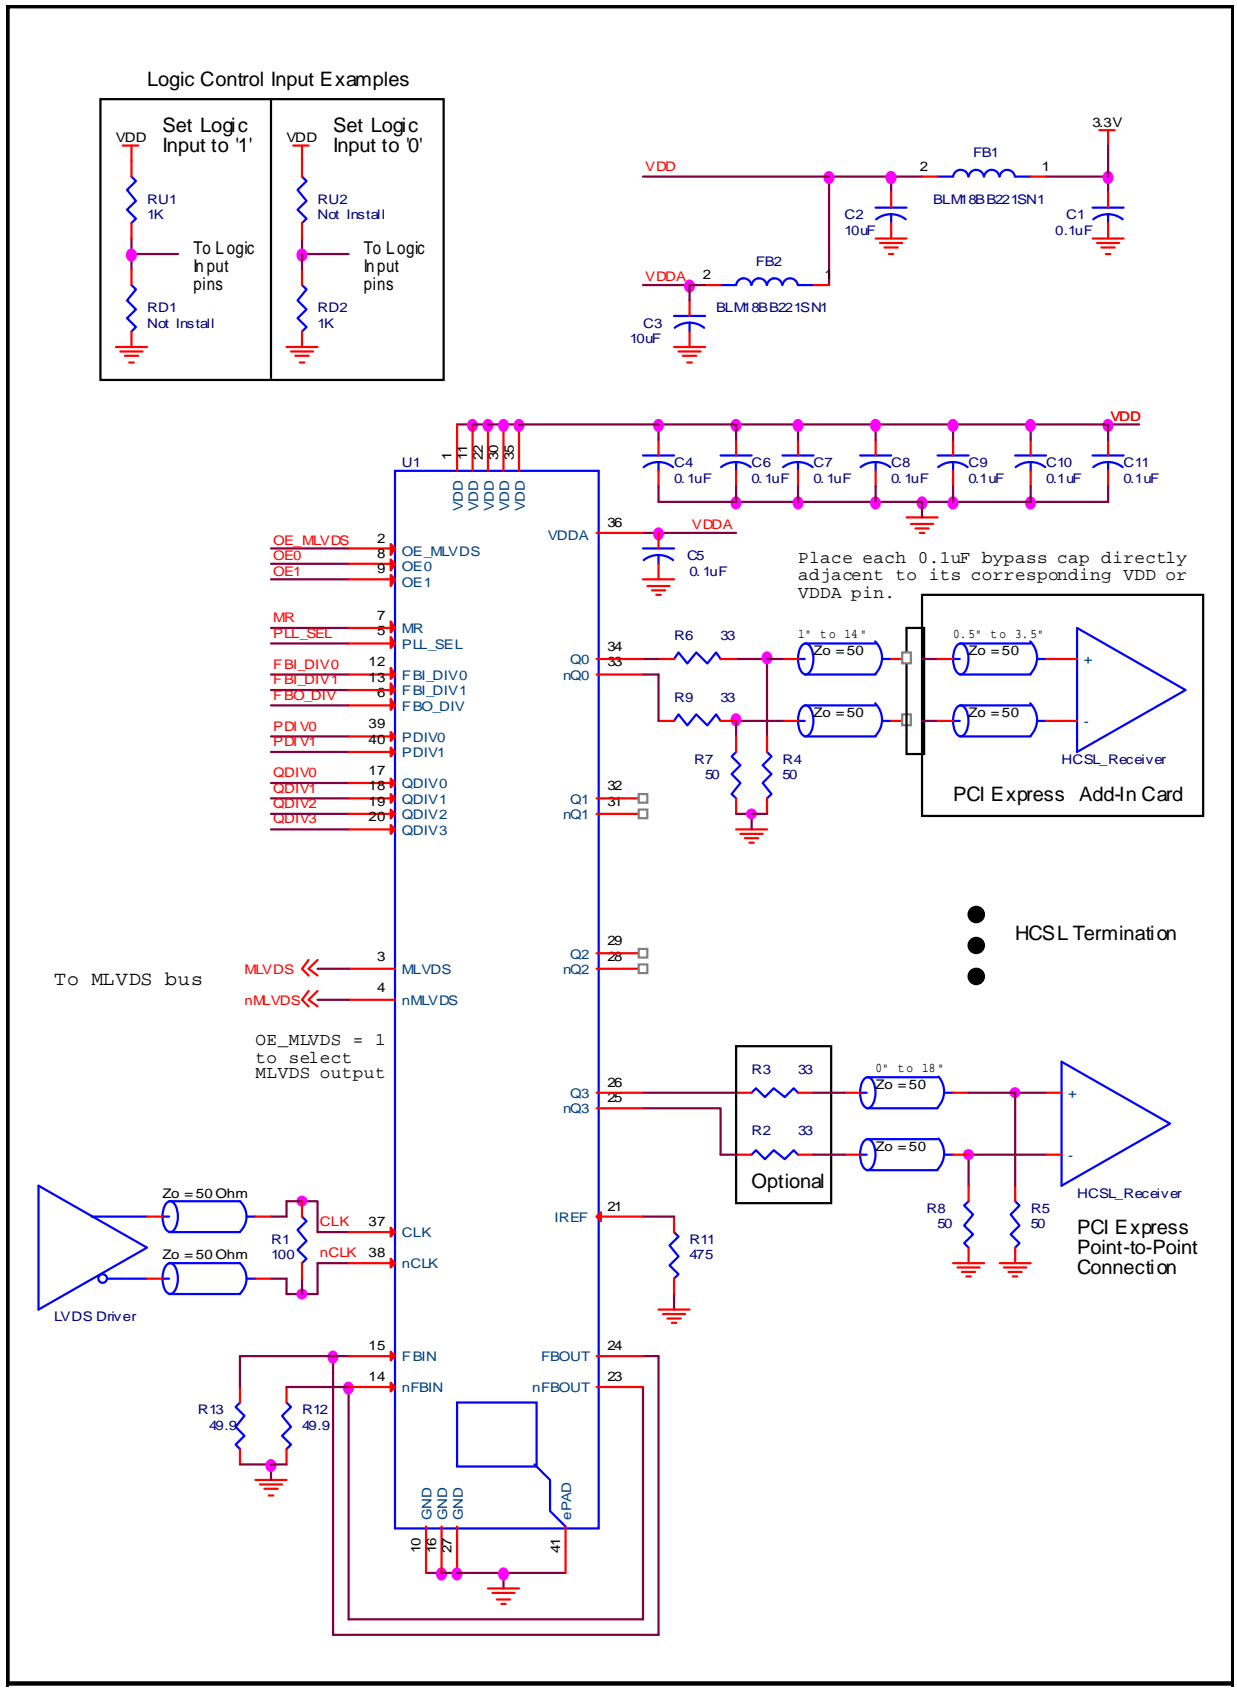 Logic Control Input Examples
Set Logic
Input to '1'
VDD
RU1
1K
To Logic
Input
pins
RD1
Not Install
Set Logic
Input to '0'
VDD
RU2
Not Install
To Logic
Input
pins
RD2
1K
3.3V
VDD
2
FB1
1
BLM18BB221SN1
C2
10uF
C1
0.1uF
VDDA
2
FB2
1
BLM18BB221SN1
C3
10uF
VDD
C4
0.1uF
C6
0.1uF
C7
0.1uF
C8
0.1uF
C9
0.1uF
C10
0.1uF
C11
0.1uF
U1
1
11
22
30
35
VDD
VDD
VDD
VDD
VDD
VDDA
36
VDDA
C5
0.1uF
Place each 0.1uF bypass cap directly
adjacent to its corresponding VDD or
VDDA pin.
OE_MLVDS 2 OE_MLVDS
OE0 8 OE0
OE1 9 OE1
MR 7 MR
PLL_SEL 5 PLL_SEL
FBI_DIV0 12 FBI_DIV0
FBI_DIV1 13 FBI_DIV1
FBO_DIV 6 FBO_DIV
PDIV0 39 PDIV0
PDIV1 40 PDIV1
QDIV0 17 QDIV0
QDIV1 18 QDIV1
QDIV2 19 QDIV2
QDIV3 20 QDIV3
Q0 34
nQ0 33
R6 33
R9 33
R7
50
R4
50
1" to 14"
Zo = 50
Zo = 50
0.5" to 3.5"
Zo = 50
Zo = 50
+
-
HCSL_Receiver
PCI Express Add-In Card
Q1 32
nQ1 31
Q2 29
nQ2 28
HCSL Termination
To MLVDS bus
MLVDS 3 MLVDS
nMLVDS 4 nMLVDS
OE_MLVDS = 1
to select
MLVDS output
Q3 26
nQ3 25
R3 33
R2 33
Optional
0" to 18"
Zo = 50
Zo = 50
+
-
HCSL_Receiver
R8
50
R5
50
PCI Express
Point-to-Point
Connection
IREF 21
R11
475
Zo = 50 Ohm
Zo = 50 Ohm
LVDS Driver
R1
100
CLK 37 CLK
nCLK 38 nCLK
15 FBIN
14 nFBIN
R13
49.9
R12
49.9
FBOUT 24
nFBOUT 23
GND
GND
GND
ePAD
10
16
27
41